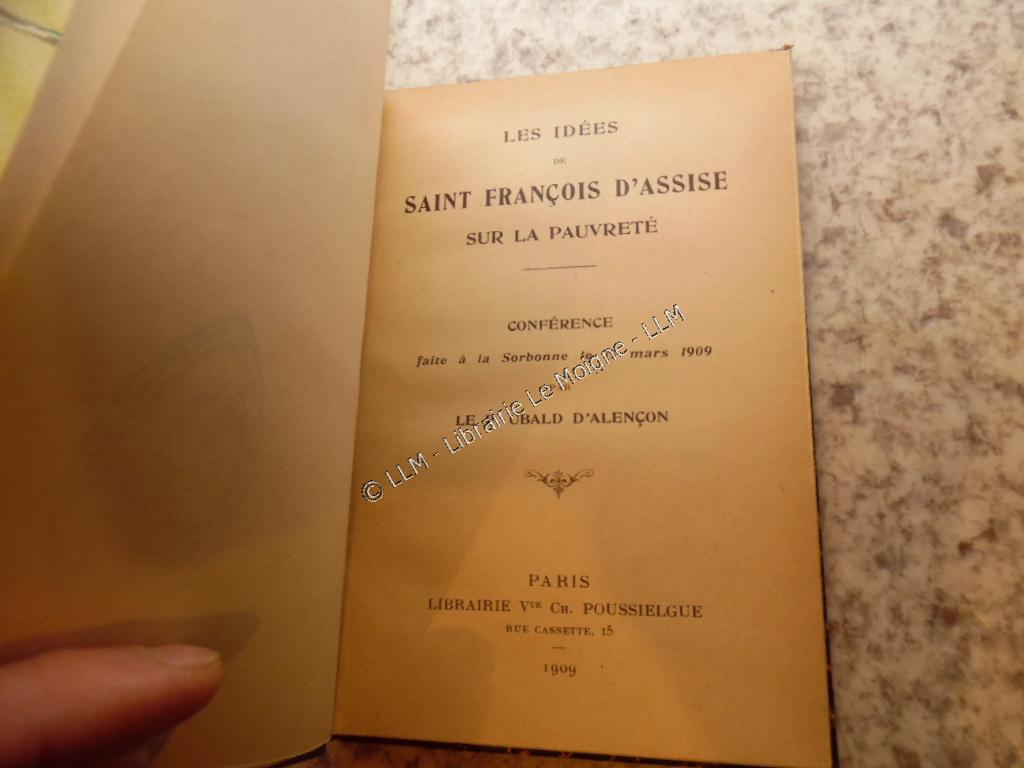 LES IDÉES
DE
SAINT FRANÇOIS D'ASSISE
SUR LA PAUVRETÉ
CONFÉRENCE
faite à la Sorbonne mars 1909
LE UBALD D'ALENÇON
PARIS
LIBRAIRIE Vve CH. POUSSIELGUE
RUE CASSETTE, 15
1909
© LLM - Librairie Le Moigne - LLM